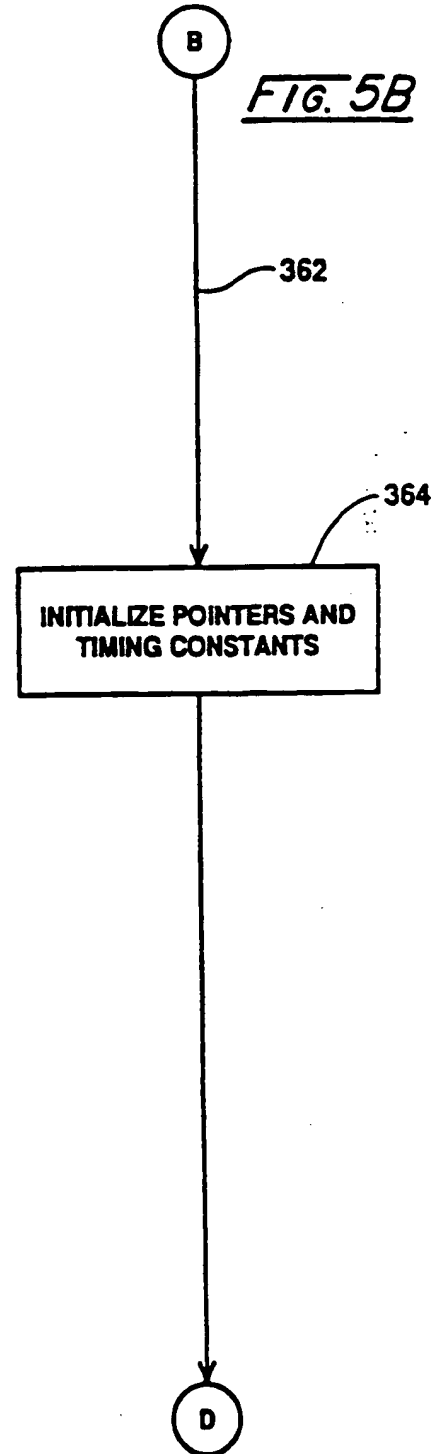 B
FIG. 5B
362
364
INITIALIZE POINTERS AND
TIMING CONSTANTS
D